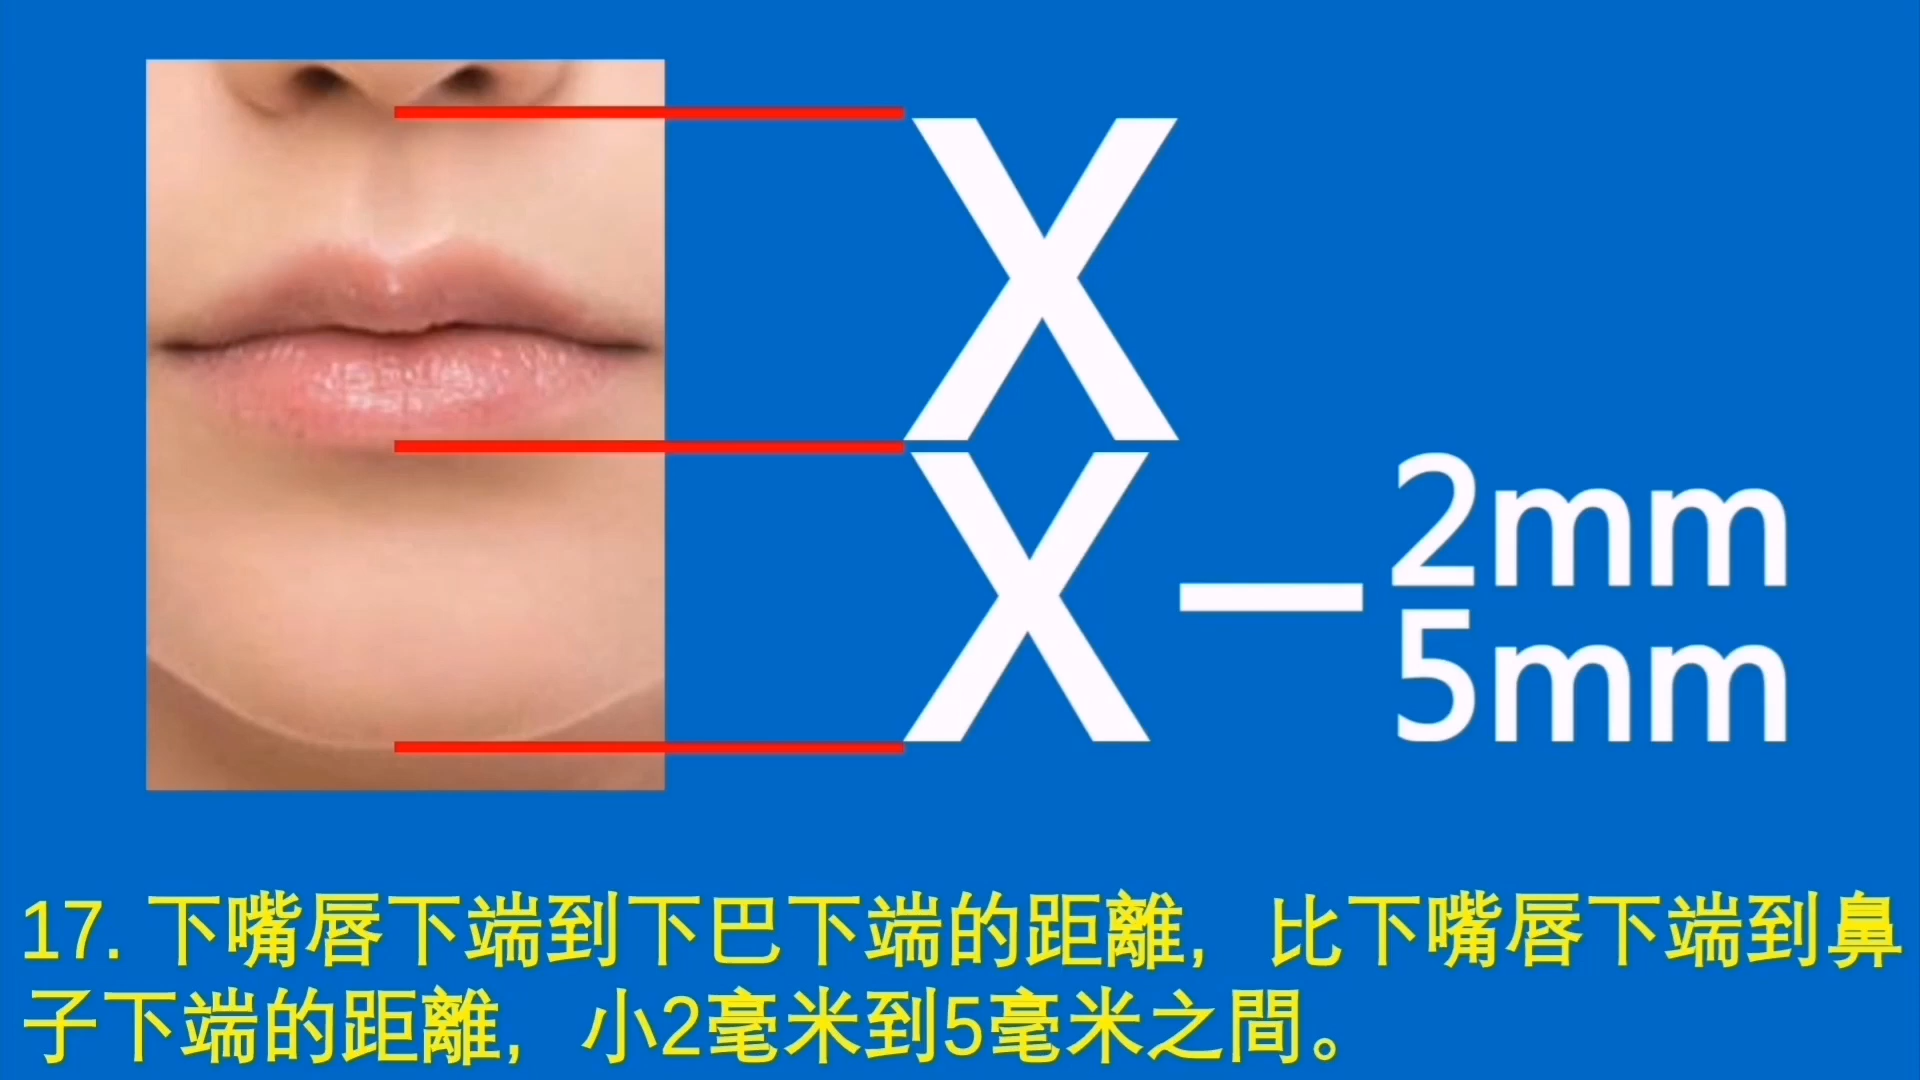 X
X — 2mm
5mm
17. 下嘴唇下端到下巴下端的距離, 比下嘴唇下端到鼻
子下端的距離, 小2毫米到5毫米之間。